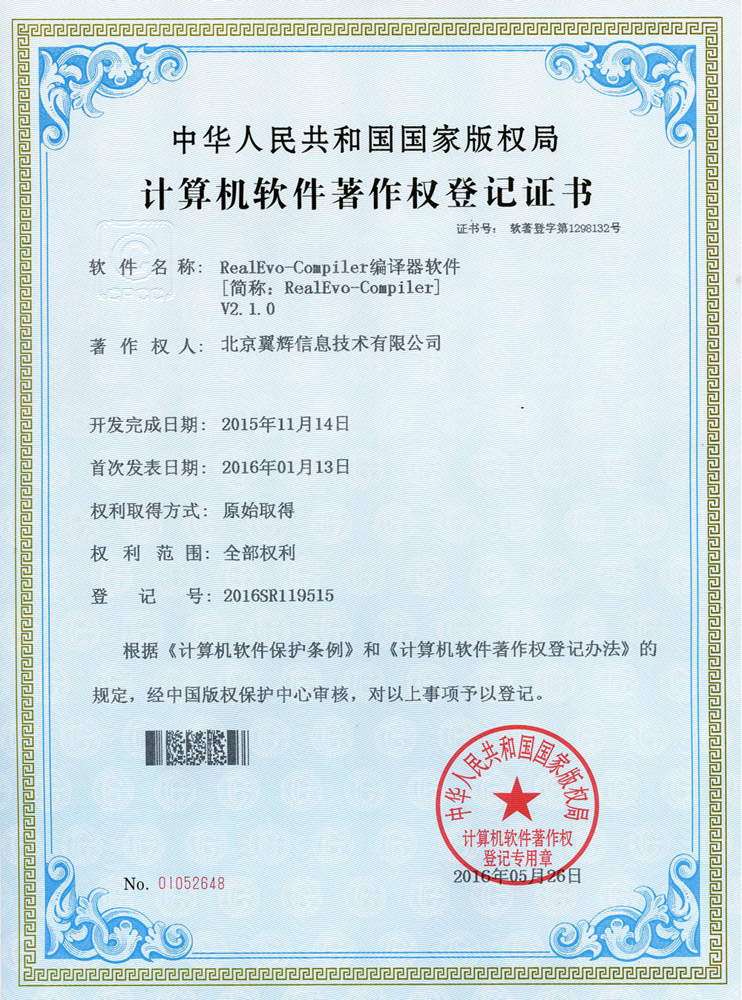 中华人民共和国国家版权局
计算机软件著作权登记证书
证书号： 软著登字第1298132号
CPCC
软件名称： RealEvo-Compiler编译器软件
[简称：RealEvo-Compiler]
V2.1.0
著作权人： 北京翼辉信息技术有限公司
开发完成日期： 2015年11月14日
首次发表日期： 2016年01月13日
权利取得方式： 原始取得
权利范围： 全部权利
登记号： 2016SR119515
根据《计算机软件保护条例》和《计算机软件著作权登记办法》的
规定，经中国版权保护中心审核，对以上事项予以登记。
中华人民共和国国家版权局
计算机软件著作权
登记专用章
2016年05月26日
No. 01052648